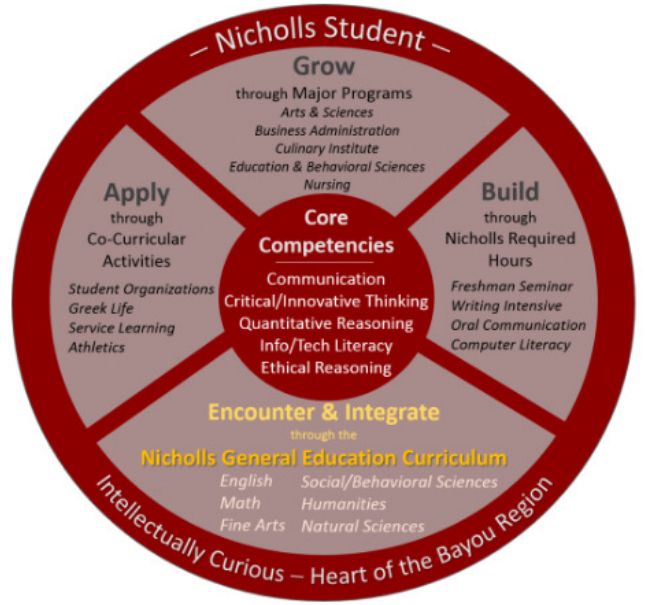 – Nicholls Student –
Grow
through Major Programs
Arts & Sciences
Business Administration
Culinary Institute
Education & Behavioral Sciences
Nursing
Apply
through
Co-Curricular
Activities
Student Organizations
Greek Life
Service Learning
Athletics
Core
Competencies
Communication
Critical/Innovative Thinking
Quantitative Reasoning
Info/Tech Literacy
Ethical Reasoning
Build
through
Nicholls Required
Hours
Freshman Seminar
Writing Intensive
Oral Communication
Computer Literacy
Encounter & Integrate
through the
Nicholls General Education Curriculum
English Social/Behavioral Sciences
Math Humanities
Fine Arts Natural Sciences
Intellectually Curious – Heart of the Bayou Region